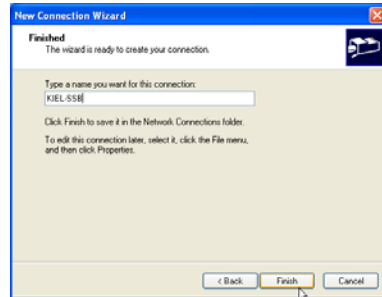 New Connection Wizard
Finished
The wizard is ready to create your connection.
Type a name you want for this connection:
KIEL-SSB
Click Finish to save it in the Network Connections folder.
To edit this connection later, select it, click the File menu,
and then click Properties.
< Back
Finish
Cancel